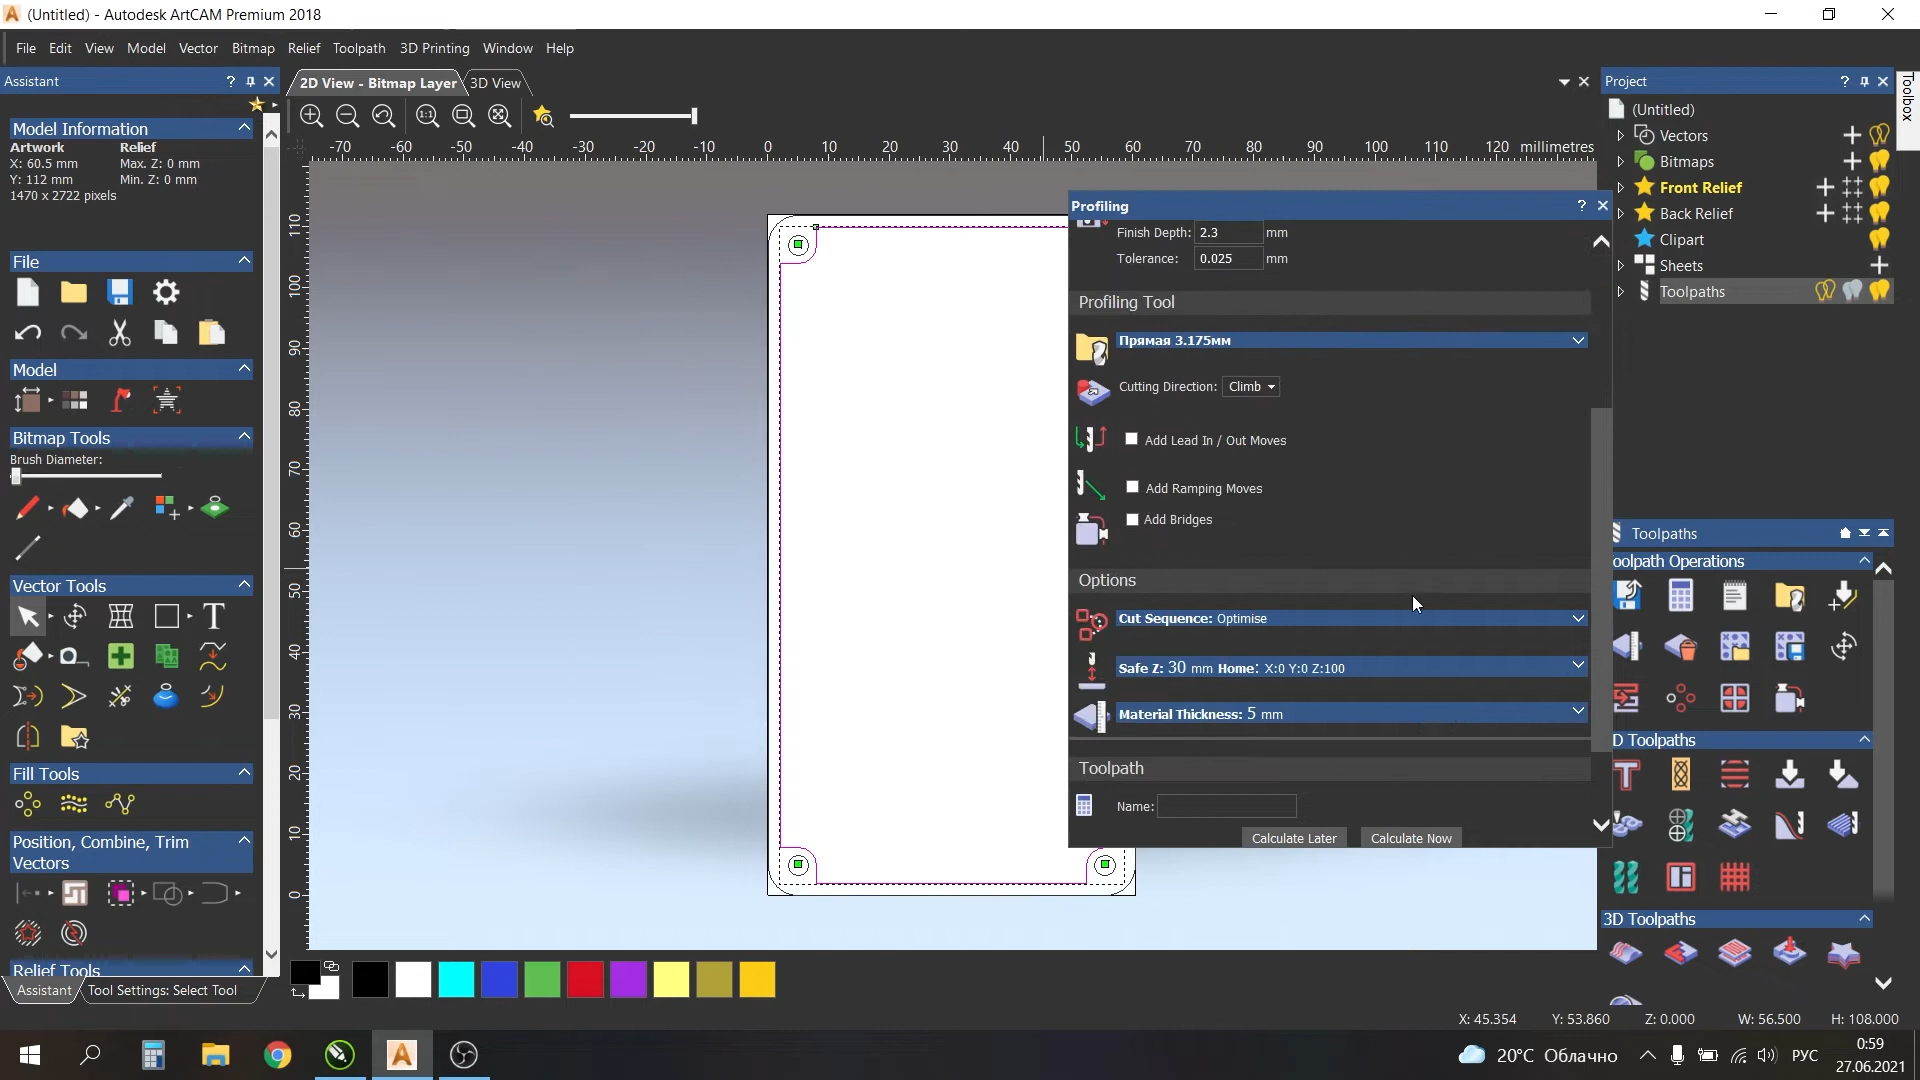 (Untitled) - Autodesk ArtCAM Premium 2018
File Edit View Model Vector Bitmap Relief Toolpath 3D Printing Window Help
Assistant
Model Information
Artwork Relief
X: 60.5 mm Max. Z: 0 mm
Y: 112 mm Min. Z: 0 mm
1470 x 2722 pixels
File
Model
Bitmap Tools
Brush Diameter:
Vector Tools
Fill Tools
Position, Combine, Trim
Vectors
Relief Tools
Assistant Tool Settings: Select Tool
2D View - Bitmap Layer 3D View
1:1
-70 -60 -50 -40 -30 -20 -10 0 10 20 30 40 50 60 70 80 90 100 110 120 millimetres
110
100
90
80
70
60
50
40
30
20
10
0
Profiling
Finish Depth: 2.3 mm
Tolerance: 0.025 mm
Profiling Tool
Прямая 3.175мм
Cutting Direction: Climb
Add Lead In / Out Moves
Add Ramping Moves
Add Bridges
Options
Cut Sequence: Optimise
Safe Z: 30 mm Home: X:0 Y:0 Z:100
Material Thickness: 5 mm
Toolpath
Name:
Calculate Later Calculate Now
Project
Toolbox
(Untitled)
Vectors
Bitmaps
Front Relief
Back Relief
Clipart
Sheets
Toolpaths
Toolpaths
oolpath Operations
D Toolpaths
3D Toolpaths
X: 45.354 Y: 53.860 Z: 0.000 W: 56.500 H: 108.000
20°C Облачно РУС
0:59
27.06.2021